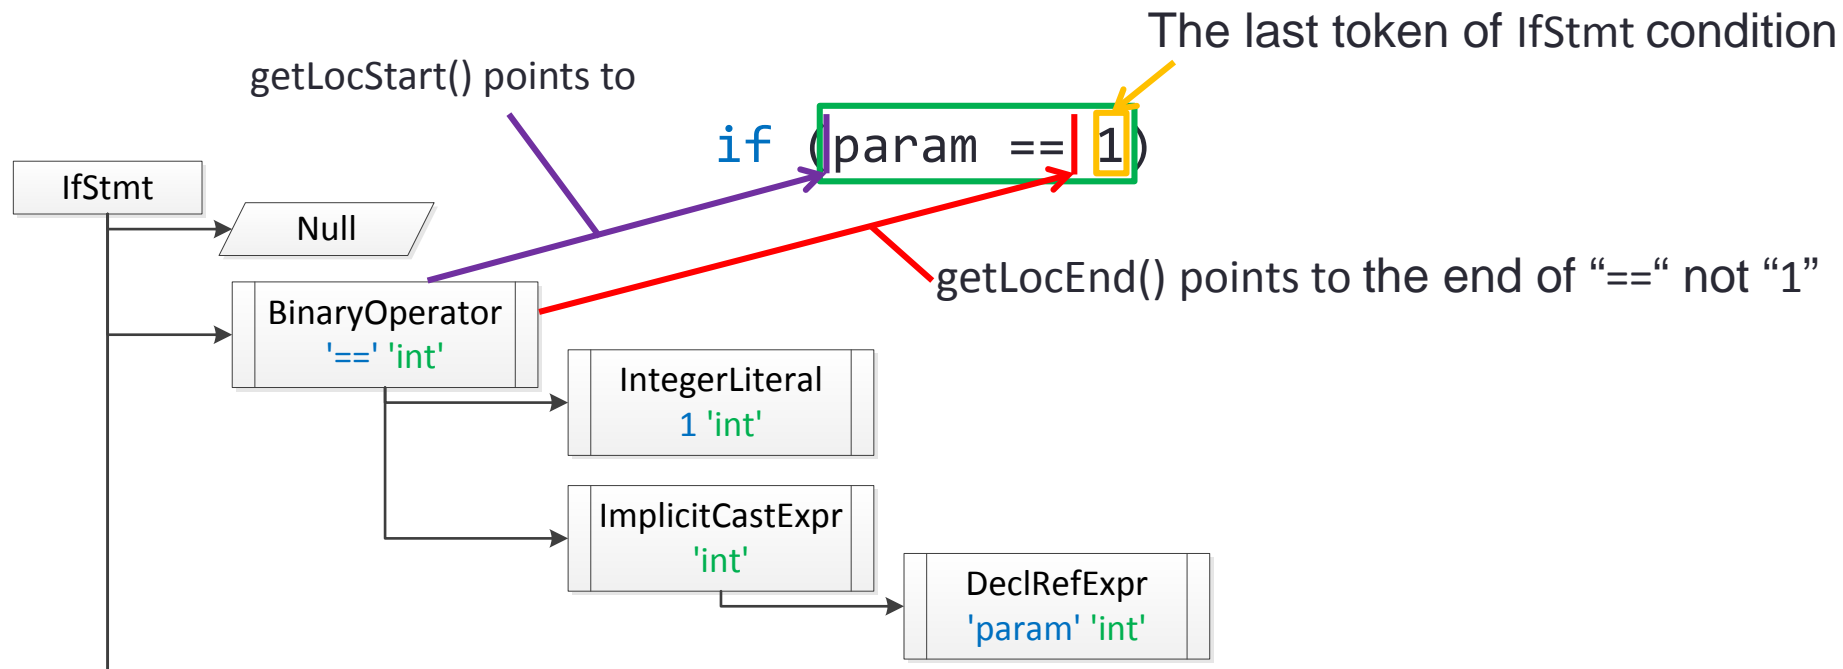 The last token of IfStmt condition
getLocStart() points to
if (param == 1)
IfStmt
Null
getLocEnd() points to the end of “==“ not “1”
BinaryOperator
'==' 'int'
IntegerLiteral
1 'int'
ImplicitCastExpr
'int'
DeclRefExpr
'param' 'int'